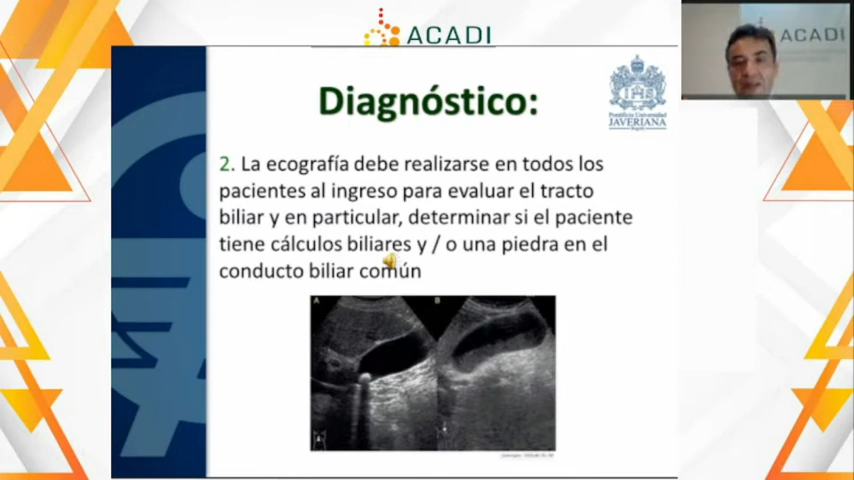 ACADI
ACADI
Diagnóstico:
IHS
Pontificia Universidad
JAVERIANA
Bogotá
2. La ecografía debe realizarse en todos los
pacientes al ingreso para evaluar el tracto
biliar y en particular, determinar si el paciente
tiene cálculos biliares y / o una piedra en el
conducto biliar común
A
B